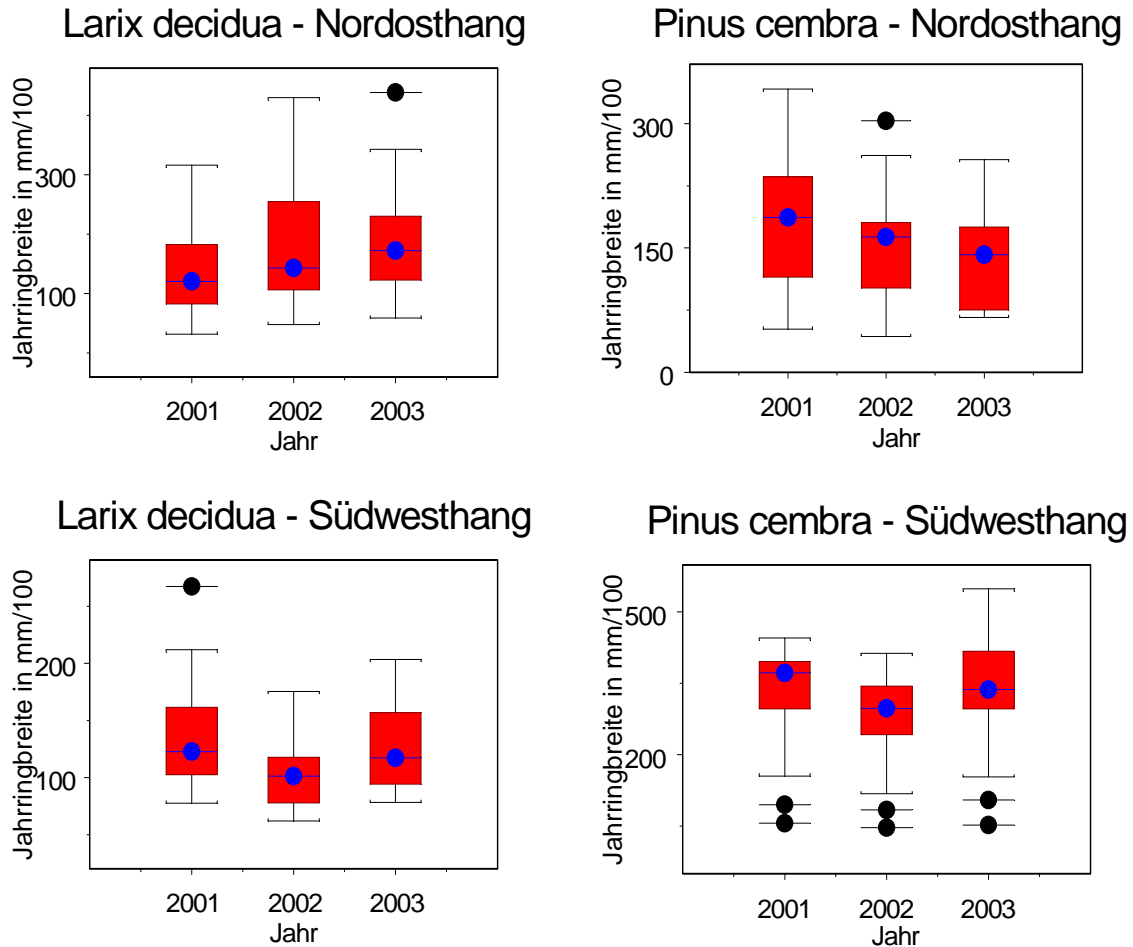 Larix decidua - Nordosthang
Jahrringbreite in mm/100
300
100
2001 2002 2003
Jahr
Pinus cembra - Nordosthang
Jahrringbreite in mm/100
300
150
0
2001 2002 2003
Jahr
Larix decidua - Südwesthang
Jahrringbreite in mm/100
200
100
2001 2002 2003
Jahr
Pinus cembra - Südwesthang
Jahrringbreite in mm/100
500
200
2001 2002 2003
Jahr